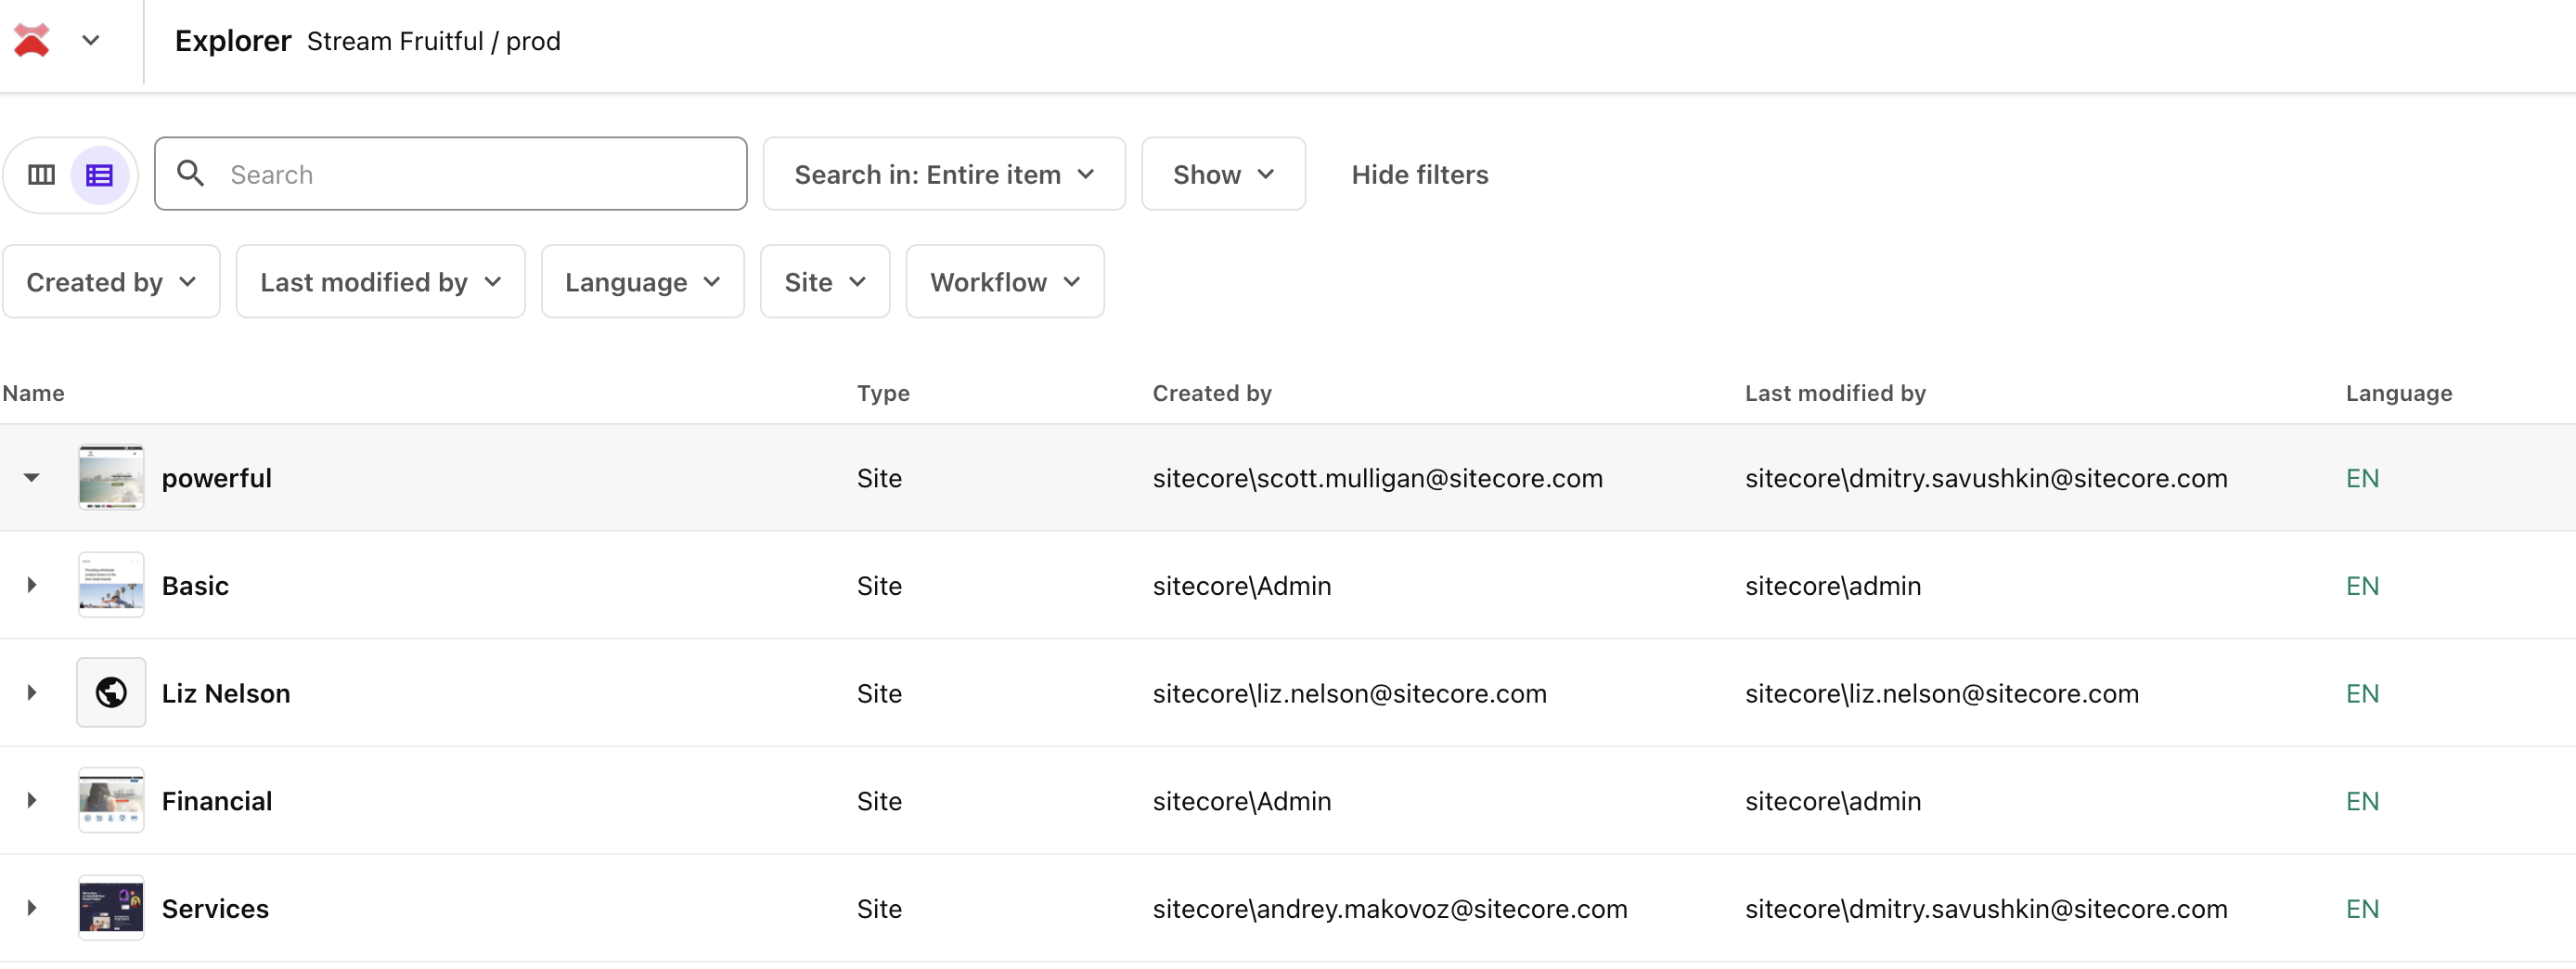 Explorer Stream Fruitful / prod
Search Search in: Entire item Show Hide filters
Created by Last modified by Language Site Workflow
Name Type Created by Last modified by Language
powerful Site sitecore\scott.mulligan@sitecore.com sitecore\dmitry.savushkin@sitecore.com EN
Basic Site sitecore\Admin sitecore\admin EN
Liz Nelson Site sitecore\liz.nelson@sitecore.com sitecore\liz.nelson@sitecore.com EN
Financial Site sitecore\Admin sitecore\admin EN
Services Site sitecore\andrey.makovoz@sitecore.com sitecore\dmitry.savushkin@sitecore.com EN